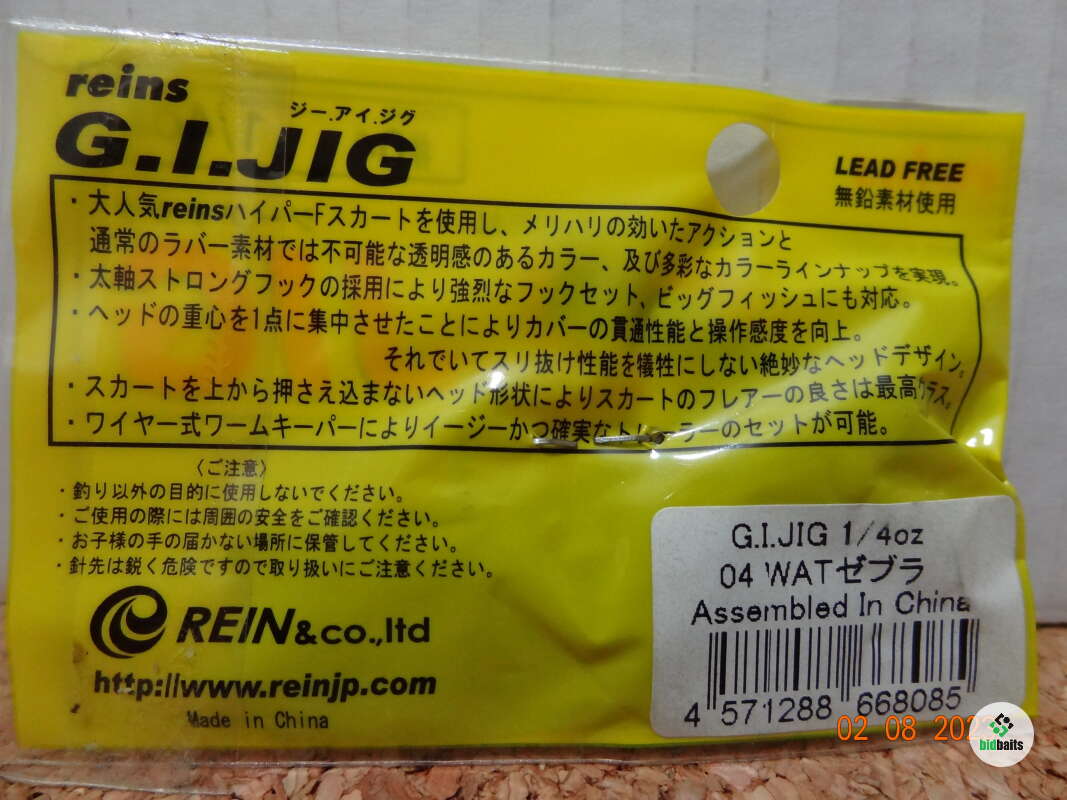 reins
ジー.アイ.ジグ
G.I.JIG
LEAD FREE
無鉛素材使用
・大人気reinsハイパーFスカートを使用し、メリハリの効いたアクションと
通常のラバー素材では不可能な透明感のあるカラー、及び多彩なカラーラインナップを実現。
・太軸ストロングフックの採用により強烈なフックセット、ビッグフィッシュにも対応。
・ヘッドの重心を1点に集中させたことによりカバーの貫通性能と操作感度を向上。
それでいてスリ抜け性能を犠牲にしない絶妙なヘッドデザイン。
・スカートを上から押さえ込まないヘッド形状によりスカートのフレアーの良さは最高クラス。
・ワイヤー式ワームキーパーによりイージーかつ確実なトレーラーのセットが可能。
〈ご注意〉
・釣り以外の目的に使用しないでください。
・ご使用の際には周囲の安全をご確認ください。
・お子様の手の届かない場所に保管してください。
・針先は鋭く危険ですので取り扱いにご注意ください。
REIN&co.,ltd
http://www.reinjp.com
Made in China
G.I.JIG 1/4oz
04 WATゼブラ
Assembled In China
4 571288 668085
02 08
bidbaits